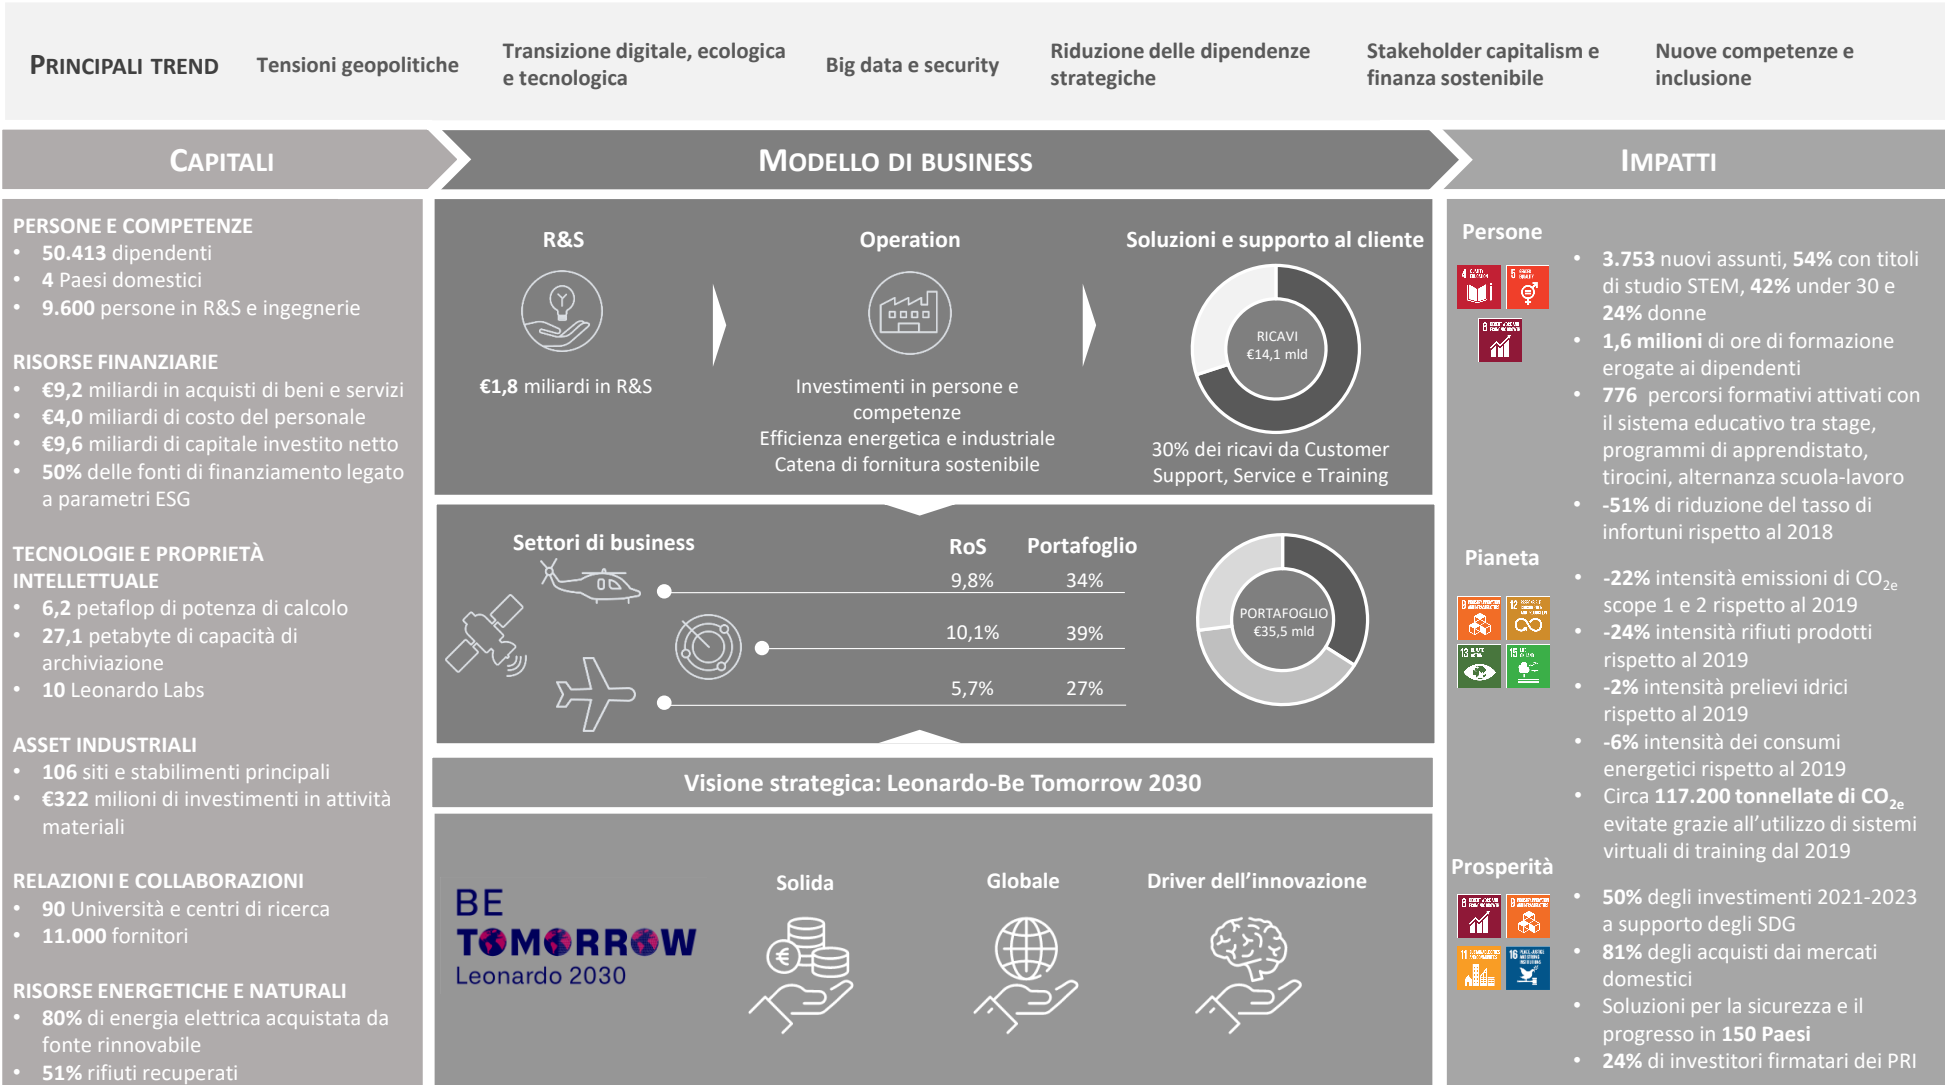 PRINCIPALI TREND
Tensioni geopolitiche
Transizione digitale, ecologica
e tecnologica
Big data e security
Riduzione delle dipendenze
strategiche
Stakeholder capitalism e
finanza sostenibile
Nuove competenze e
inclusione
CAPITALI
MODELLO DI BUSINESS
IMPATTI
PERSONE E COMPETENZE
• 50.413 dipendenti
• 4 Paesi domestici
• 9.600 persone in R&S e ingegnerie
RISORSE FINANZIARIE
• €9,2 miliardi in acquisti di beni e servizi
• €4,0 miliardi di costo del personale
• €9,6 miliardi di capitale investito netto
• 50% delle fonti di finanziamento legato
a parametri ESG
TECNOLOGIE E PROPRIETÀ
INTELLETTUALE
• 6,2 petaflop di potenza di calcolo
• 27,1 petabyte di capacità di
archiviazione
• 10 Leonardo Labs
ASSET INDUSTRIALI
• 106 siti e stabilimenti principali
• €322 milioni di investimenti in attività
materiali
RELAZIONI E COLLABORAZIONI
• 90 Università e centri di ricerca
• 11.000 fornitori
RISORSE ENERGETICHE E NATURALI
• 80% di energia elettrica acquistata da
fonte rinnovabile
• 51% rifiuti recuperati
R&S
€1,8 miliardi in R&S
Operation
Investimenti in persone e
competenze
Efficienza energetica e industriale
Catena di fornitura sostenibile
Soluzioni e supporto al cliente
RICAVI
€14,1 mld
30% dei ricavi da Customer
Support, Service e Training
Settori di business RoS Portafoglio
9,8% 34%
10,1% 39%
5,7% 27%
PORTAFOGLIO
€35,5 mld
Visione strategica: Leonardo-Be Tomorrow 2030
BE
TOMORROW
Leonardo 2030
Solida
Globale
Driver dell’innovazione
Persone
4
5
8
• 3.753 nuovi assunti, 54% con titoli
di studio STEM, 42% under 30 e
24% donne
• 1,6 milioni di ore di formazione
erogate ai dipendenti
• 776 percorsi formativi attivati con
il sistema educativo tra stage,
programmi di apprendistato,
tirocini, alternanza scuola-lavoro
• -51% di riduzione del tasso di
infortuni rispetto al 2018
Pianeta
9
12
13
15
• -22% intensità emissioni di CO2e
scope 1 e 2 rispetto al 2019
• -24% intensità rifiuti prodotti
rispetto al 2019
• -2% intensità prelievi idrici
rispetto al 2019
• -6% intensità dei consumi
energetici rispetto al 2019
• Circa 117.200 tonnellate di CO2e
evitate grazie all’utilizzo di sistemi
virtuali di training dal 2019
Prosperità
8
9
11
16
• 50% degli investimenti 2021-2023
a supporto degli SDG
• 81% degli acquisti dai mercati
domestici
• Soluzioni per la sicurezza e il
progresso in 150 Paesi
• 24% di investitori firmatari dei PRI